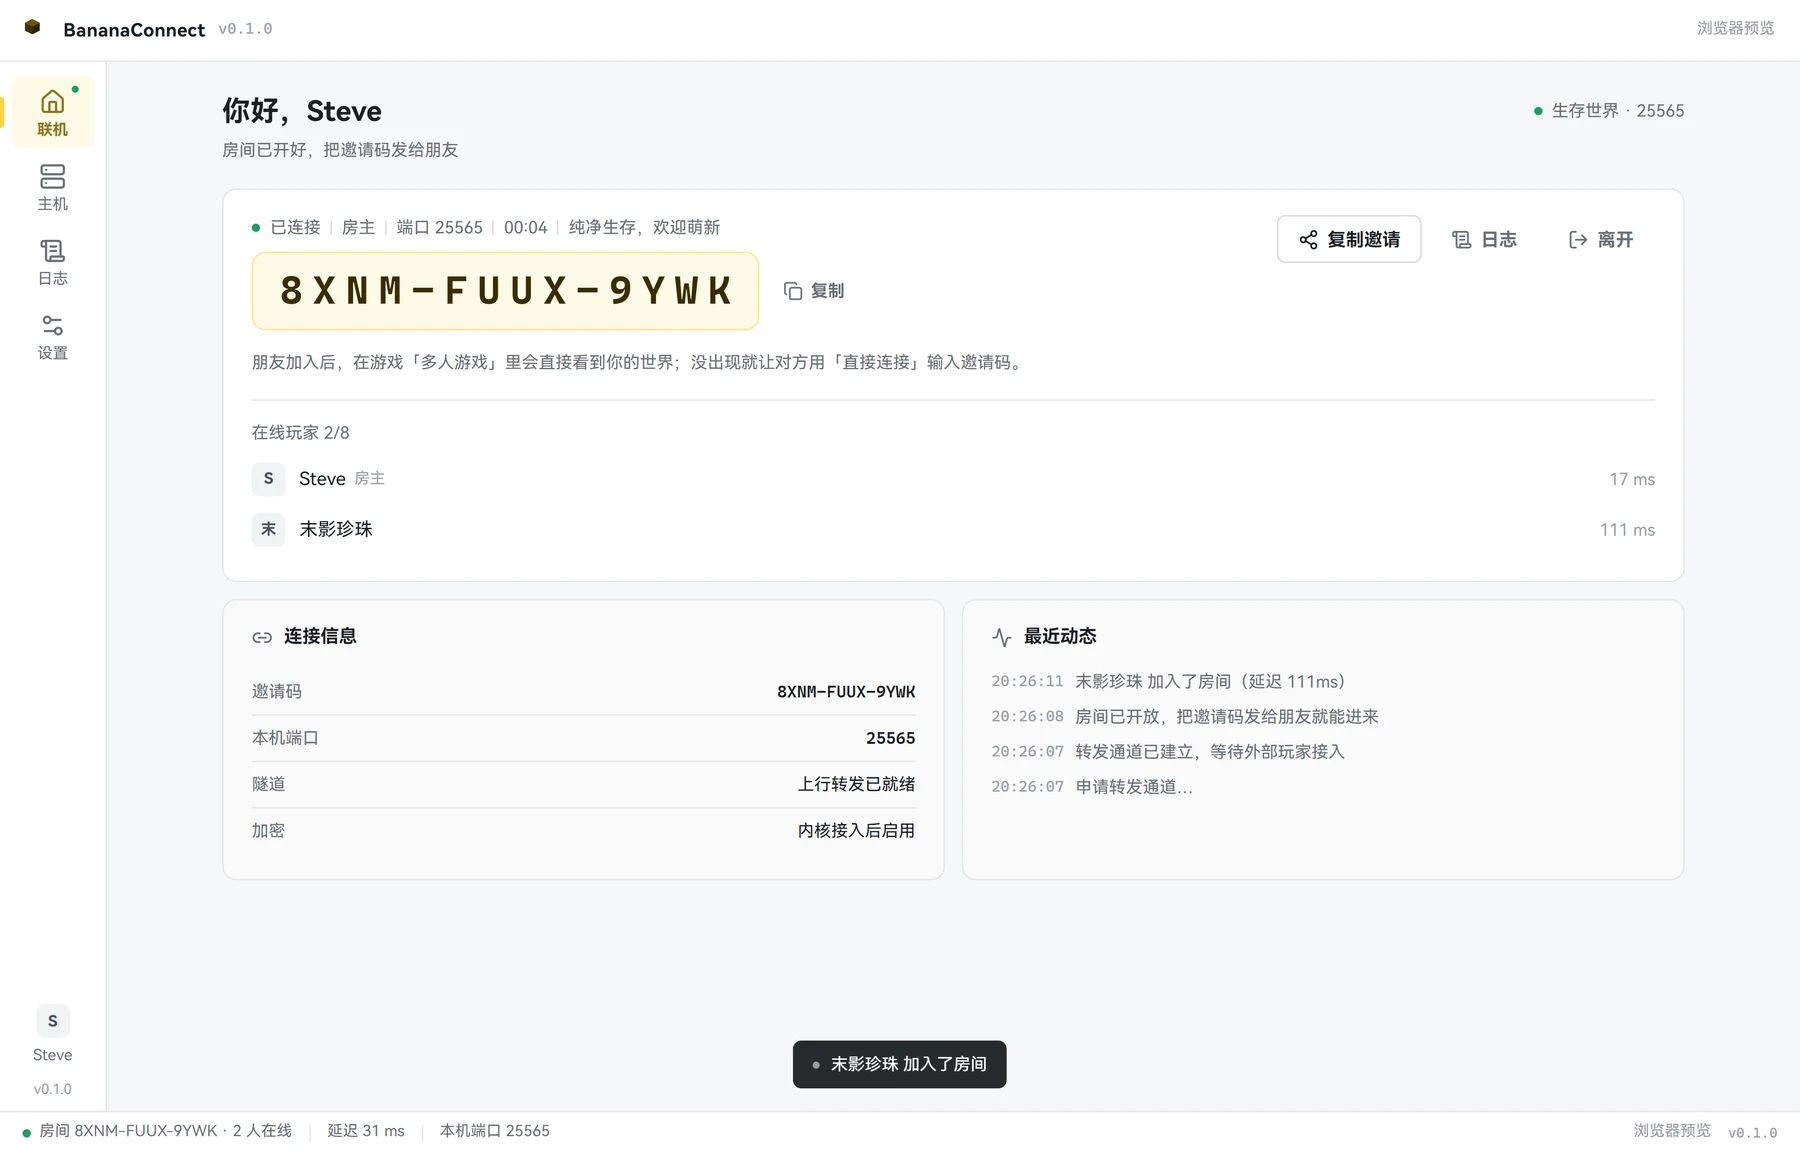 BananaConnect v0.1.0 浏览器预览
联机
主机
日志
设置
你好，Steve
生存世界 · 25565
房间已开好，把邀请码发给朋友
已连接 | 房主 | 端口 25565 | 00:04 | 纯净生存，欢迎萌新
复制邀请 日志 离开
8XNM-FUUX-9YWK 复制
朋友加入后，在游戏「多人游戏」里会直接看到你的世界；没出现就让对方用「直接连接」输入邀请码。
在线玩家 2/8
S Steve 房主 17 ms
末 末影珍珠 111 ms
连接信息
邀请码 8XNM-FUUX-9YWK
本机端口 25565
隧道 上行转发已就绪
加密 内核接入后启用
最近动态
20:26:11 末影珍珠 加入了房间（延迟 111ms）
20:26:08 房间已开放，把邀请码发给朋友就能进来
20:26:07 转发通道已建立，等待外部玩家接入
20:26:07 申请转发通道…
S
Steve
v0.1.0
末影珍珠 加入了房间
房间 8XNM-FUUX-9YWK · 2 人在线 | 延迟 31 ms | 本机端口 25565
浏览器预览 v0.1.0